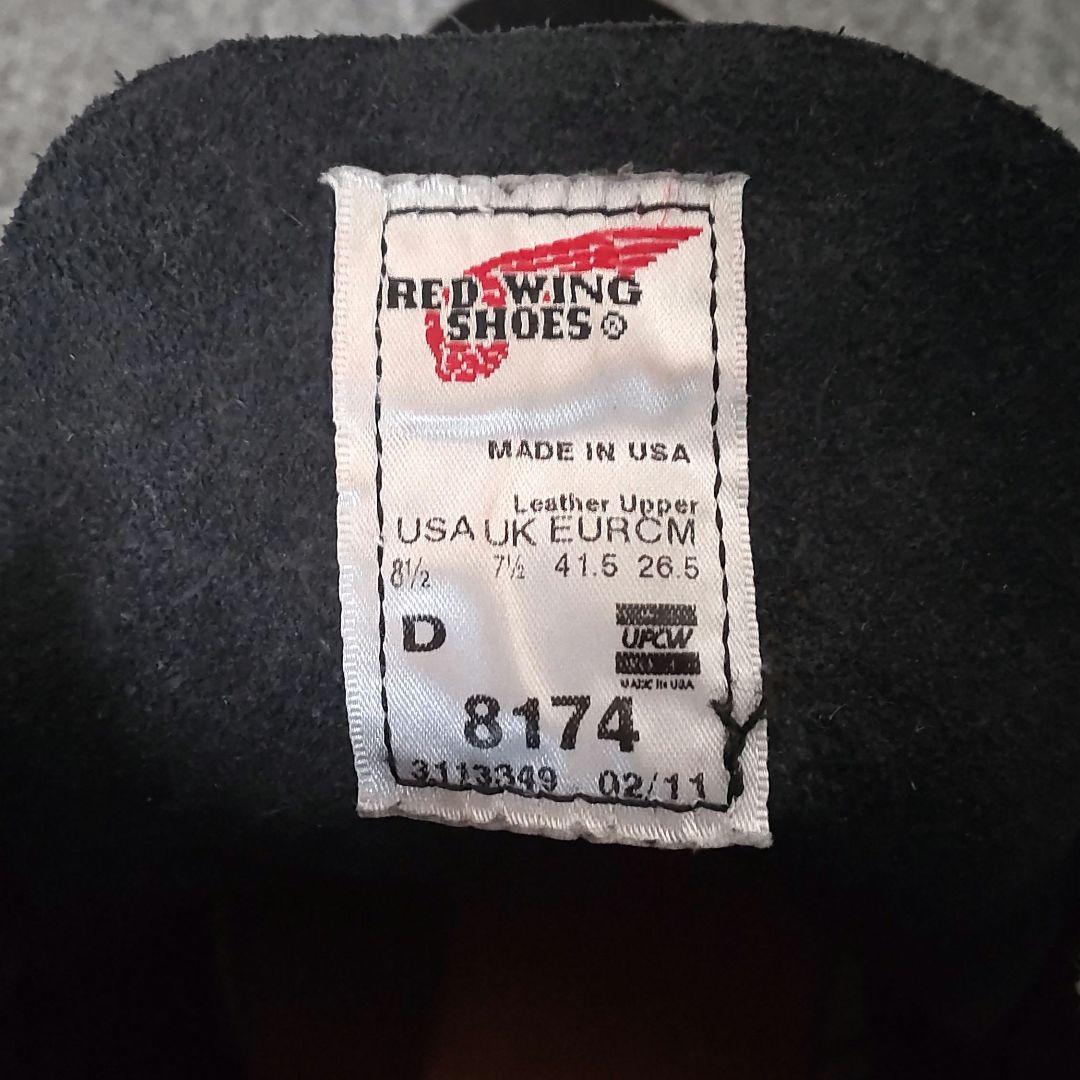 RED WING
SHOES ®
MADE IN USA
Leather Upper
USA UK EUR CM
8½ 7½ 41.5 26.5
D
UPCW
MADE IN USA
8174
3113349 02/11